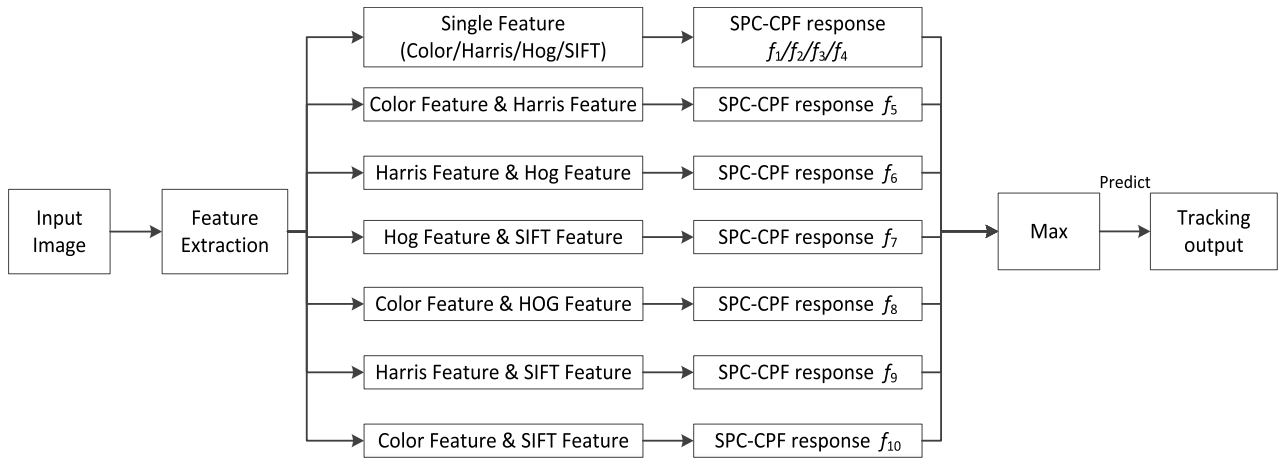 Input
Image
Feature
Extraction
Single Feature
(Color/Harris/Hog/SIFT)
SPC-CPF response
f1/f2/f3/f4
Color Feature & Harris Feature
SPC-CPF response f5
Harris Feature & Hog Feature
SPC-CPF response f6
Hog Feature & SIFT Feature
SPC-CPF response f7
Color Feature & HOG Feature
SPC-CPF response f8
Harris Feature & SIFT Feature
SPC-CPF response f9
Color Feature & SIFT Feature
SPC-CPF response f10
Max
Predict
Tracking
output